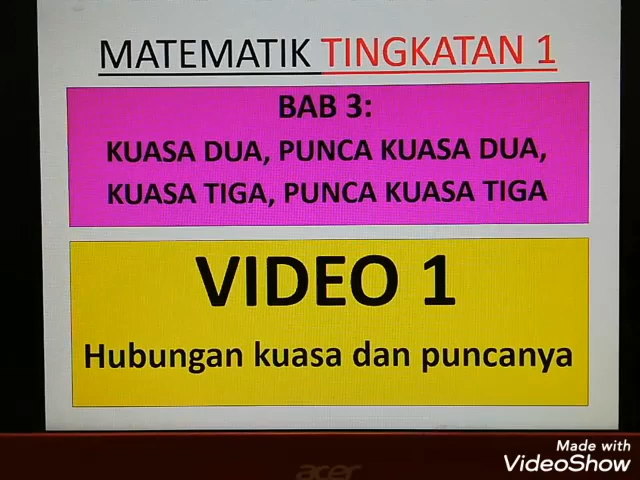 MATEMATIK TINGKATAN 1
BAB 3:
KUASA DUA, PUNCA KUASA DUA,
KUASA TIGA, PUNCA KUASA TIGA
VIDEO 1
Hubungan kuasa dan puncanya
acer
Made with
VideoShow